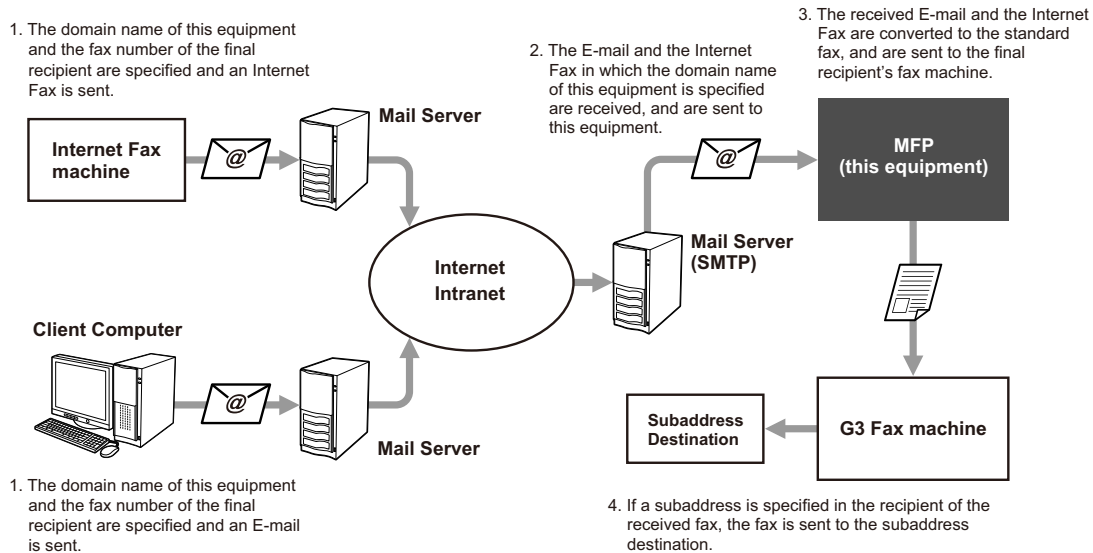 1. The domain name of this equipment
and the fax number of the final
recipient are specified and an Internet
Fax is sent.
Internet Fax
machine
@
Mail Server
2. The E-mail and the Internet
Fax in which the domain name
of this equipment is specified
are received, and are sent to
this equipment.
3. The received E-mail and the Internet
Fax are converted to the standard
fax, and are sent to the final
recipient's fax machine.
@
MFP
(this equipment)
Internet
Intranet
Mail Server
(SMTP)
Client Computer
@
Mail Server
Subaddress
Destination
G3 Fax machine
1. The domain name of this equipment
and the fax number of the final
recipient are specified and an E-mail
is sent.
4. If a subaddress is specified in the recipient of the
received fax, the fax is sent to the subaddress
destination.